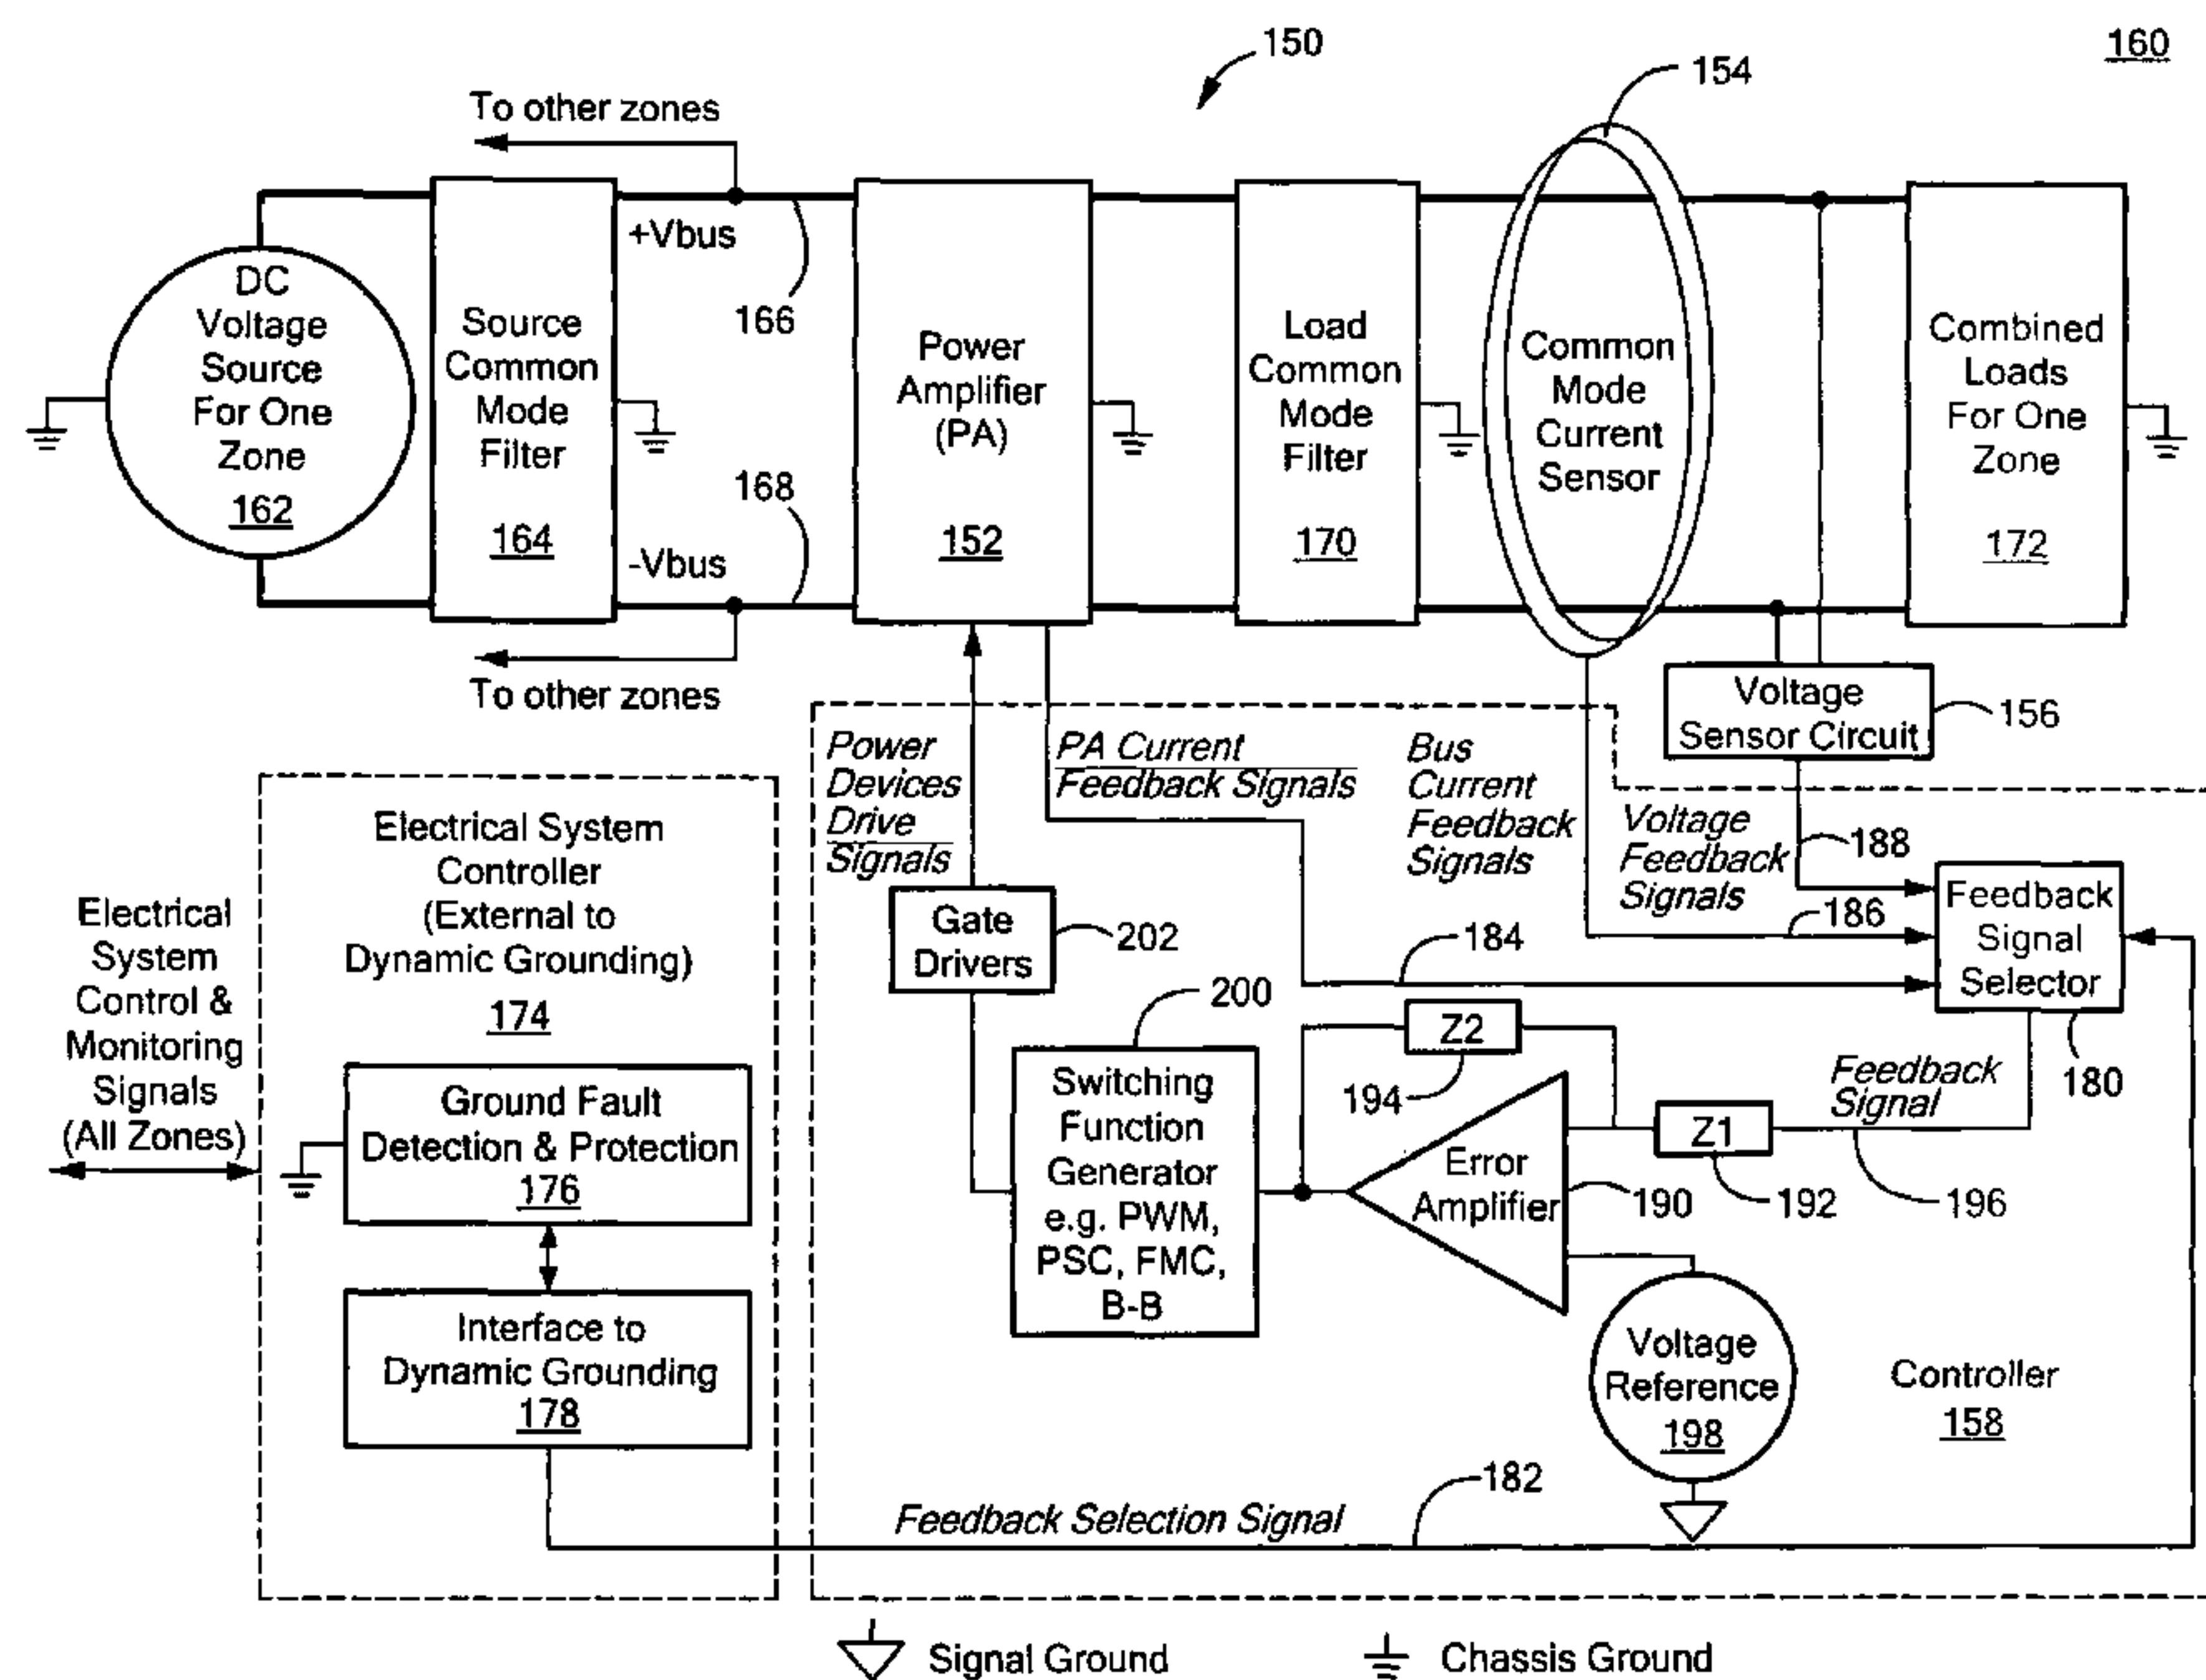 150
160
154
To other zones
+Vbus
166
DC
Voltage
Source
For One
Zone
162
Source
Common
Mode
Filter
164
168
-Vbus
To other zones
Power
Amplifier
(PA)
152
Load
Common
Mode
Filter
170
Common
Mode
Current
Sensor
Combined
Loads
For One
Zone
172
Voltage
Sensor Circuit
156
Power
Devices
Drive
Signals
PA Current
Feedback Signals
Bus
Current
Feedback
Signals
Voltage
Feedback
Signals
188
186
184
Feedback
Signal
Selector
180
Gate
Drivers
202
200
Switching
Function
Generator
e.g. PWM,
PSC, FMC,
B-B
Z2
194
Error
Amplifier
190
Z1
192
Feedback
Signal
196
Voltage
Reference
198
Controller
158
182
Feedback Selection Signal
Electrical
System
Control &
Monitoring
Signals
(All Zones)
Electrical System
Controller
(External to
Dynamic Grounding)
174
Ground Fault
Detection & Protection
176
Interface to
Dynamic Grounding
178
Signal Ground
Chassis Ground